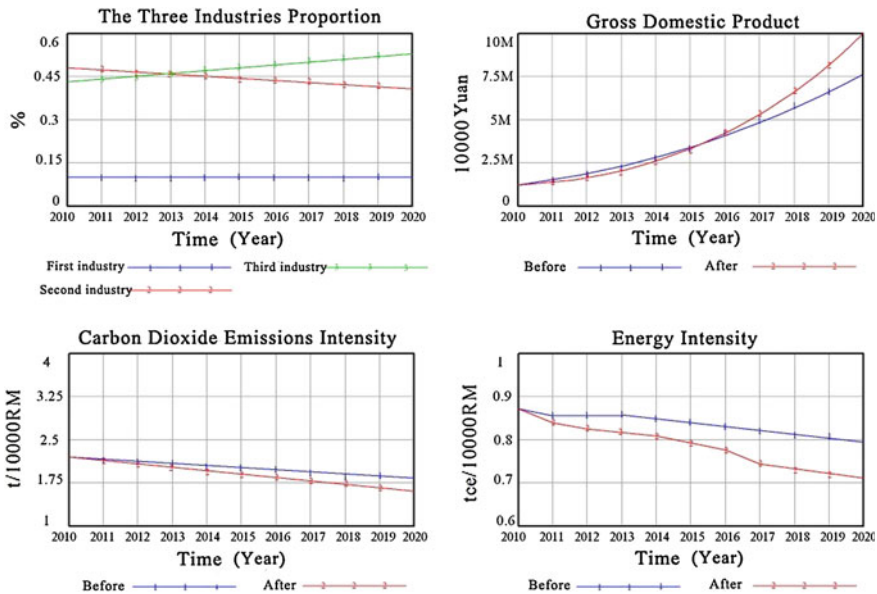 The Three Industries Proportion
0.6
0.45
0.3
0.15
0
%
2010 2011 2012 2013 2014 2015 2016 2017 2018 2019 2020
Time (Year)
First industry
Third industry
Second industry
Gross Domestic Product
10M
7.5M
5M
2.5M
0
10000 Yuan
2010 2011 2012 2013 2014 2015 2016 2017 2018 2019 2020
Time (Year)
Before
After
Carbon Dioxide Emissions Intensity
4
3.25
2.5
1.75
1
t/10000RM
2010 2011 2012 2013 2014 2015 2016 2017 2018 2019 2020
Time (Year)
Before
After
Energy Intensity
1
0.9
0.8
0.7
0.6
tce/10000RM
2010 2011 2012 2013 2014 2015 2016 2017 2018 2019 2020
Time (Year)
Before
After